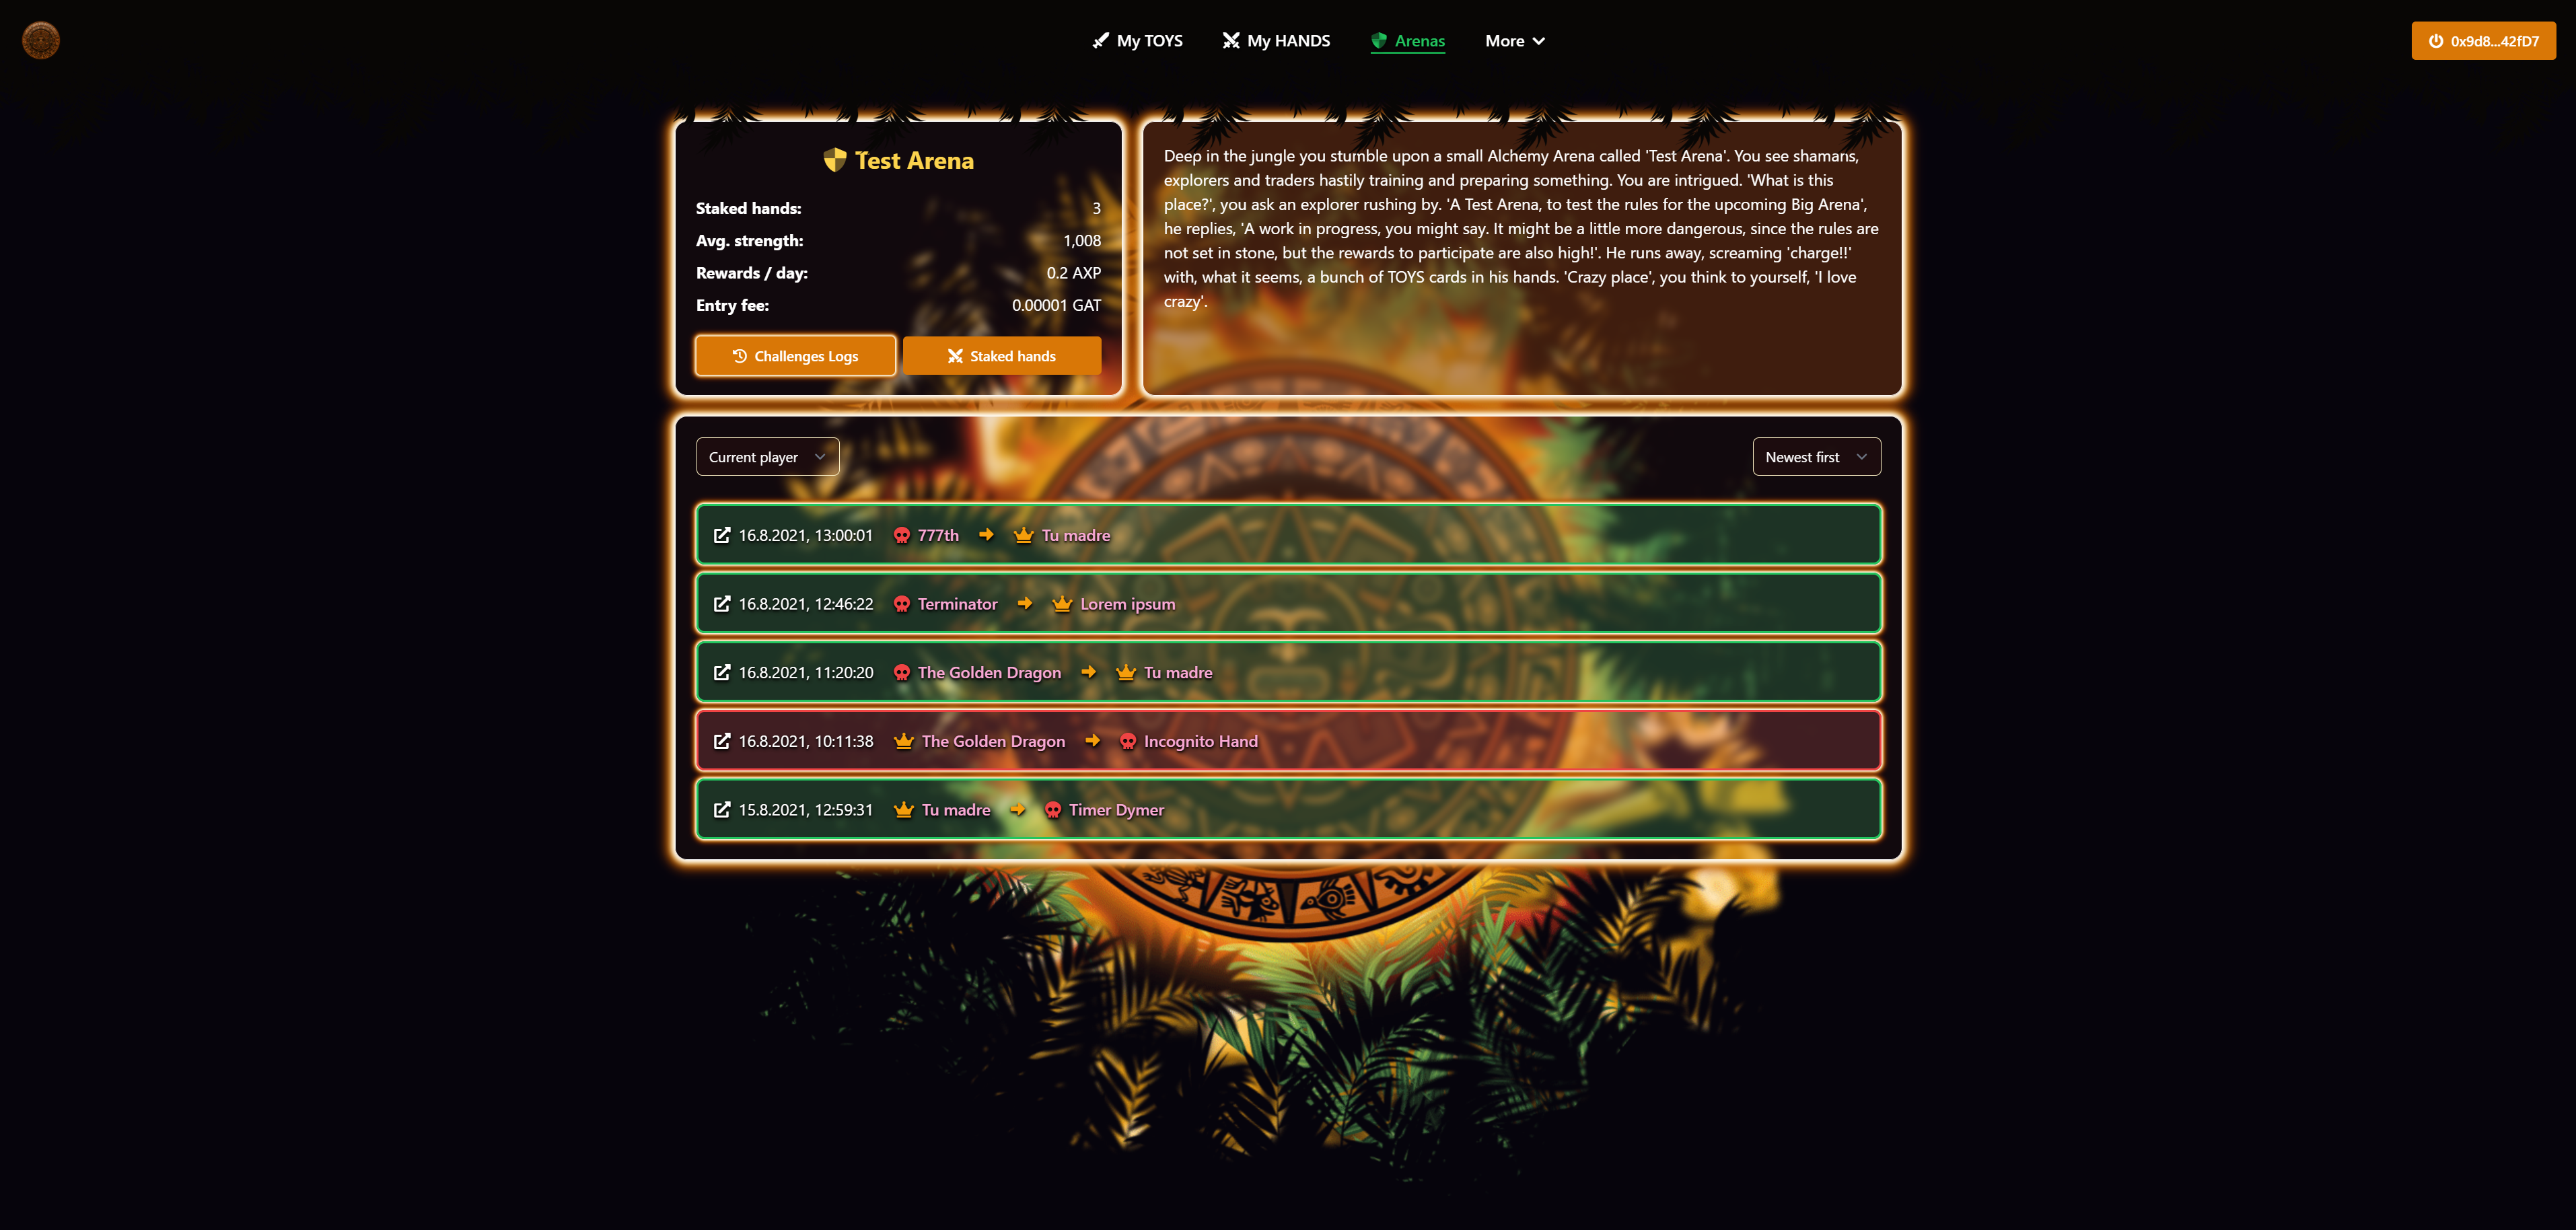 My TOYS
My HANDS
Arenas
More
0x9d8...42fD7
Test Arena
Staked hands: 3
Avg. strength: 1,008
Rewards / day: 0.2 AXP
Entry fee: 0.00001 GAT
Challenges Logs
Staked hands
Deep in the jungle you stumble upon a small Alchemy Arena called 'Test Arena'. You see shamans,
explorers and traders hastily training and preparing something. You are intrigued. 'What is this
place?', you ask an explorer rushing by. 'A Test Arena, to test the rules for the upcoming Big Arena',
he replies, 'A work in progress, you might say. It might be a little more dangerous, since the rules are
not set in stone, but the rewards to participate are also high!'. He runs away, screaming 'charge!!'
with, what it seems, a bunch of TOYS cards in his hands. 'Crazy place', you think to yourself, 'I love
crazy'.
Current player
Newest first
16.8.2021, 13:00:01 777th Tu madre
16.8.2021, 12:46:22 Terminator Lorem ipsum
16.8.2021, 11:20:20 The Golden Dragon Tu madre
16.8.2021, 10:11:38 The Golden Dragon Incognito Hand
15.8.2021, 12:59:31 Tu madre Timer Dymer